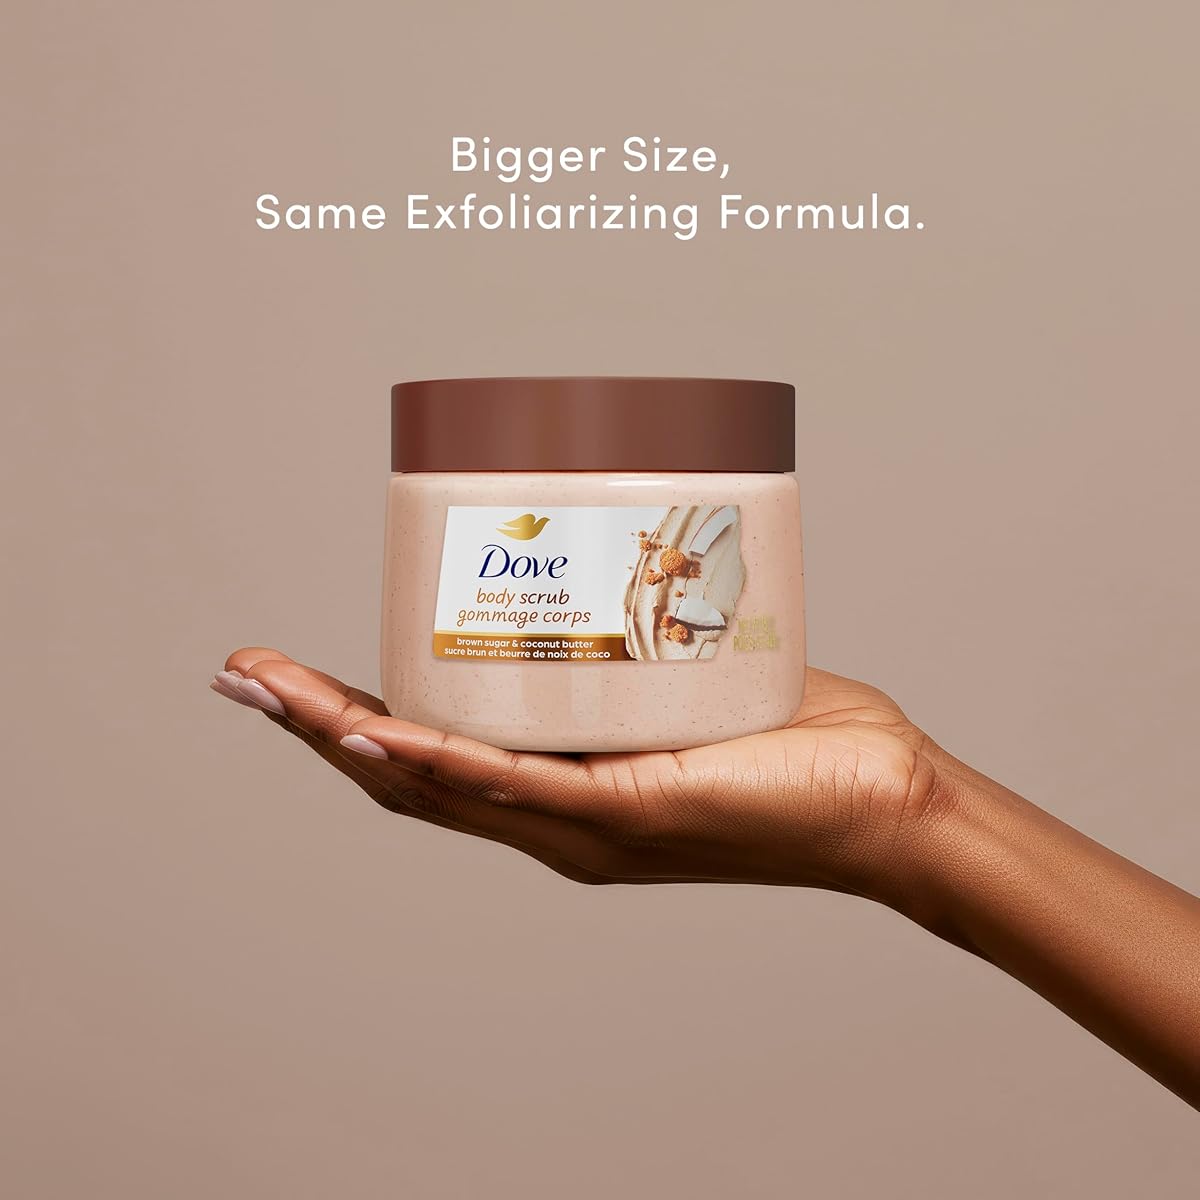 Bigger Size,
Same Exfoliarizing Formula.
Dove
body scrub
gommage corps
brown sugar & coconut butter
sucre brun et beurre de noix de coco